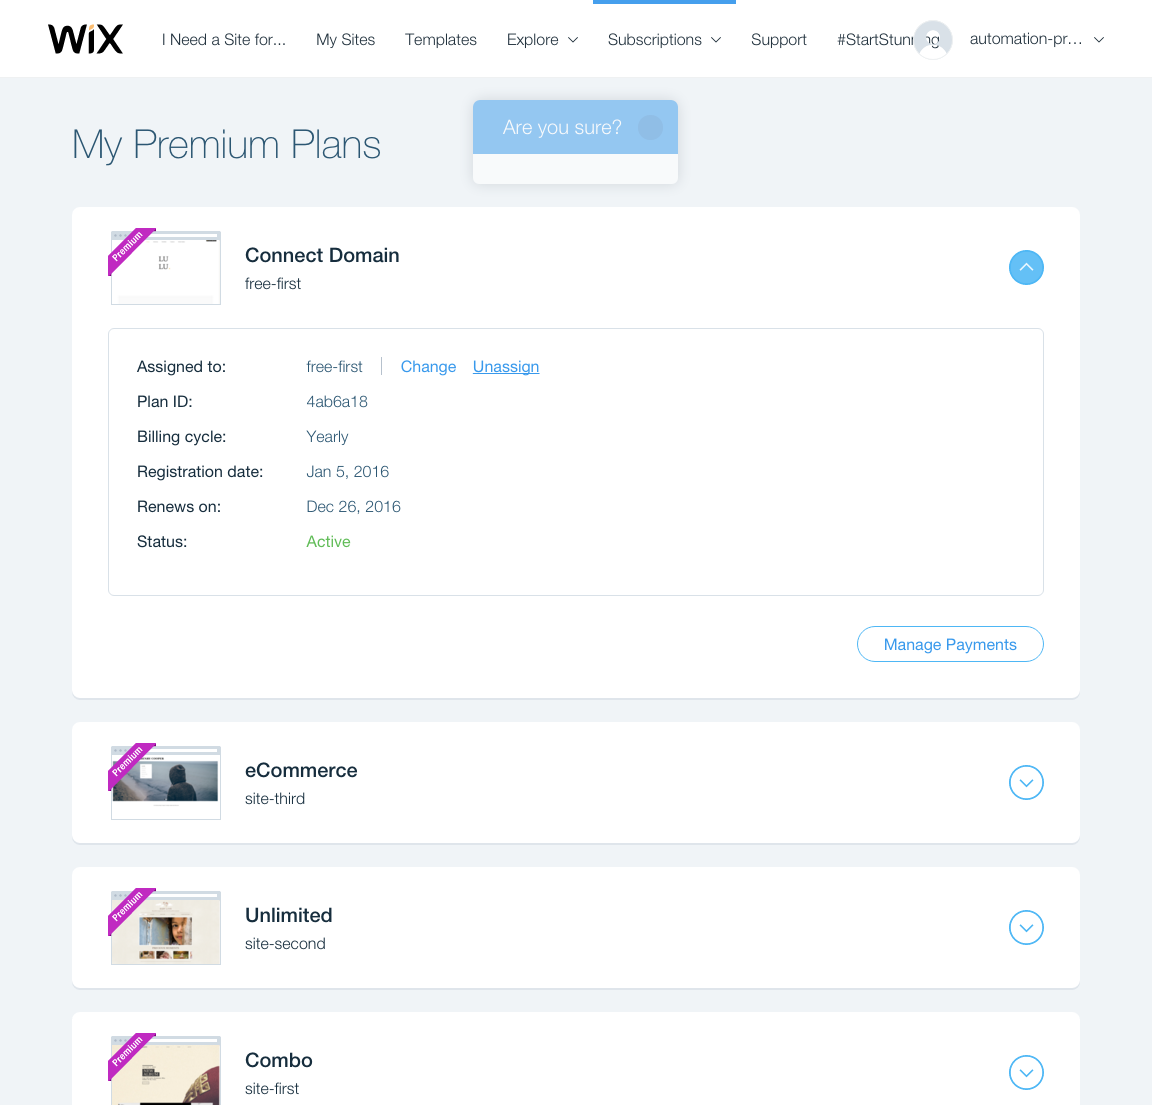 WiX
I Need a Site for...
My Sites
Templates
Explore
Subscriptions
Support
#StartStunning
automation-pr...
My Premium Plans
Are you sure?
Premium
Connect Domain
free-first
Assigned to: free-first Change Unassign
Plan ID: 4ab6a18
Billing cycle: Yearly
Registration date: Jan 5, 2016
Renews on: Dec 26, 2016
Status: Active
Manage Payments
Premium
eCommerce
site-third
Premium
Unlimited
site-second
Premium
Combo
site-first